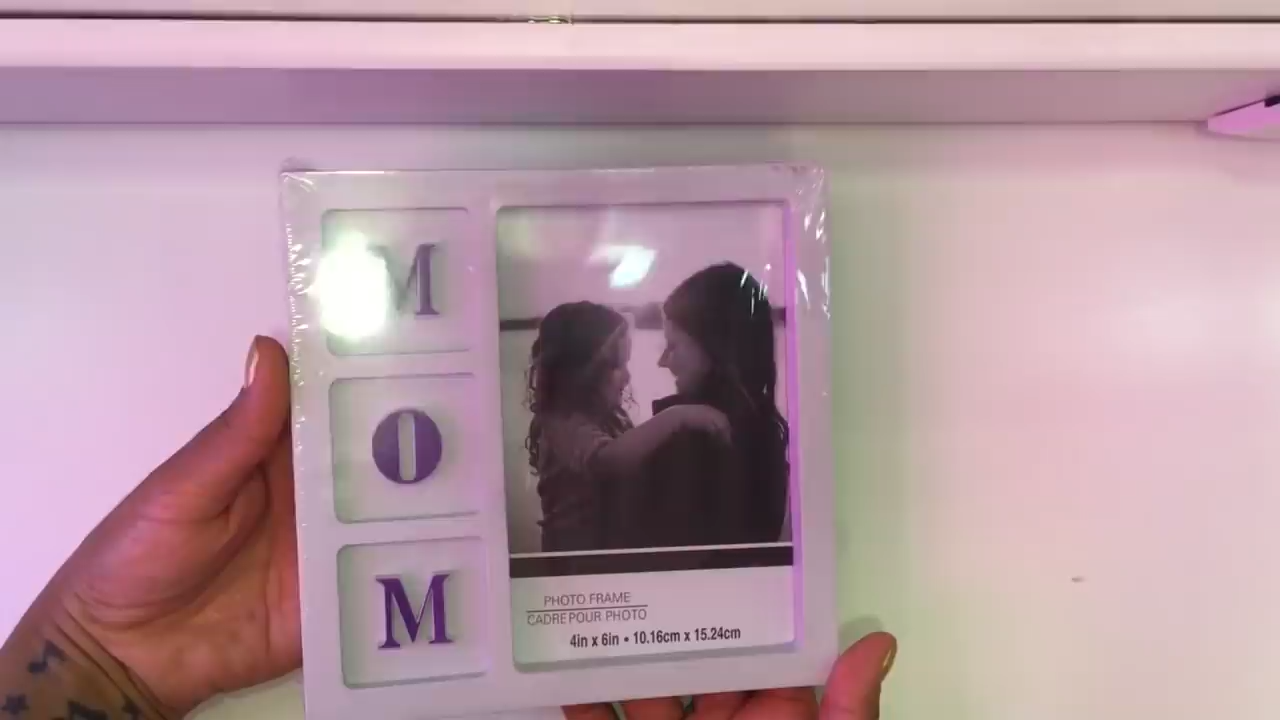 M
O
M
PHOTO FRAME
CADRE POUR PHOTO
4in x 6in • 10.16cm x 15.24cm